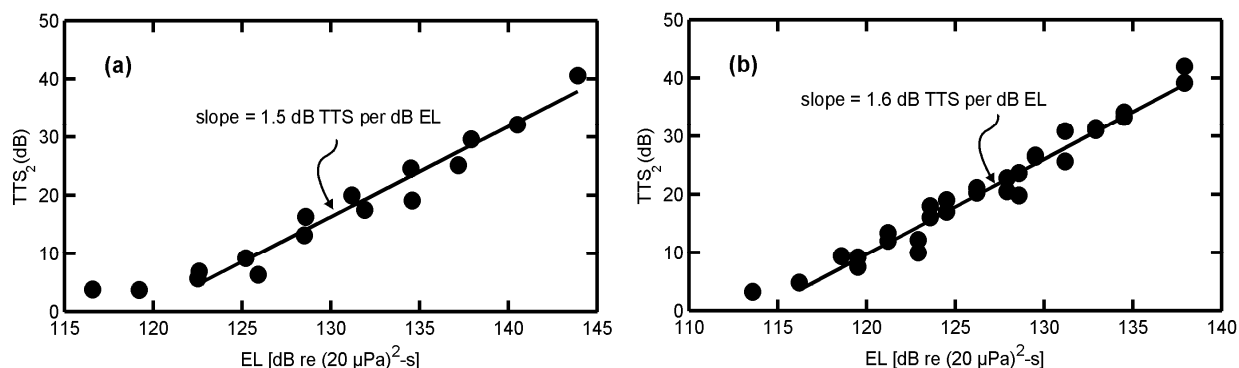 50
40
30
20
10
0
TTS2 (dB)
(a)
slope = 1.5 dB TTS per dB EL
115 120 125 130 135 140 145
EL [dB re (20 µPa)2-s]
50
40
30
20
10
0
TTS2 (dB)
(b)
slope = 1.6 dB TTS per dB EL
110 115 120 125 130 135 140
EL [dB re (20 µPa)2-s]